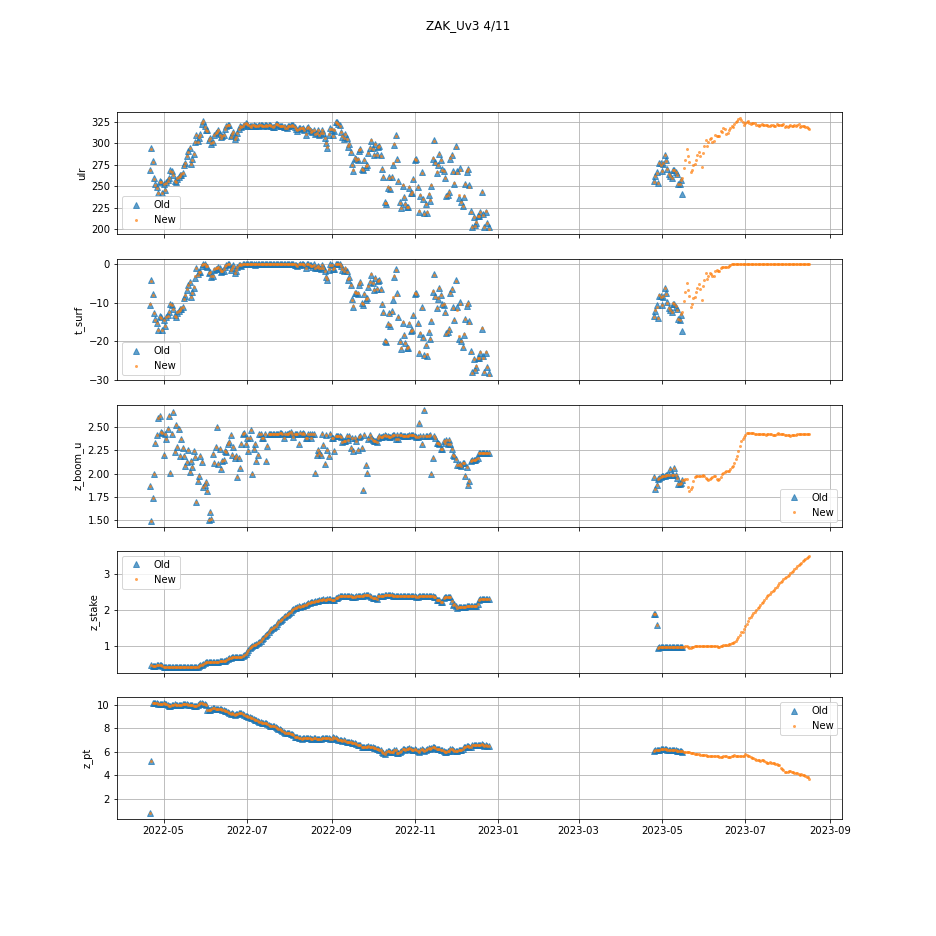 ZAK_Uv3 4/11
ulr
325
300
275
250
225
200
Old
New
t_surf
0
−10
−20
−30
Old
New
z_boom_u
2.50
2.25
2.00
1.75
1.50
Old
New
z_stake
3
2
1
Old
New
z_pt
10
8
6
4
2
Old
New
2022-05 2022-07 2022-09 2022-11 2023-01 2023-03 2023-05 2023-07 2023-09